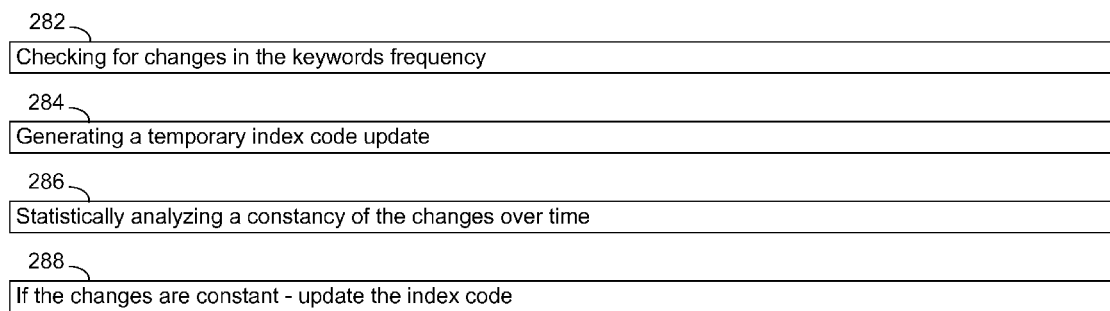 282
Checking for changes in the keywords frequency
284
Generating a temporary index code update
286
Statistically analyzing a constancy of the changes over time
288
If the changes are constant - update the index code